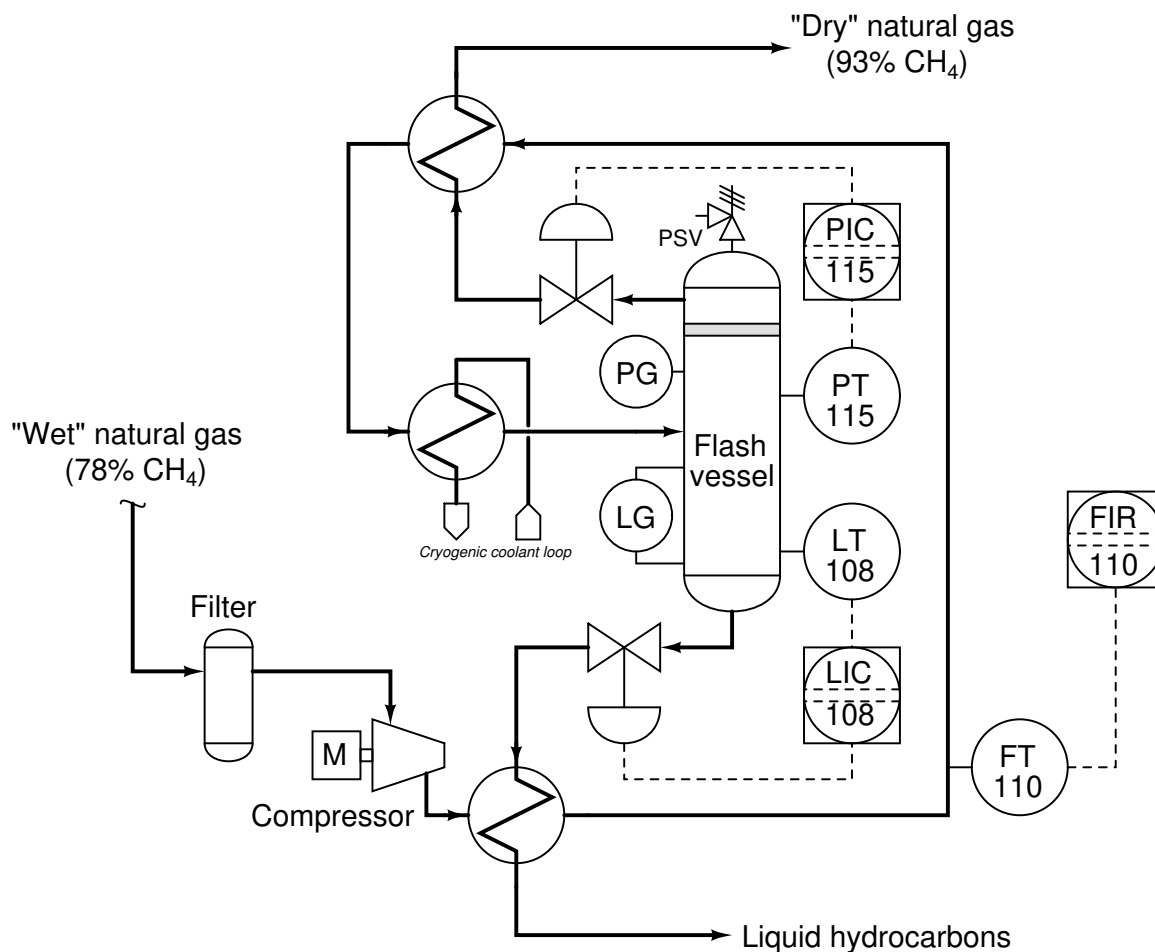 "Dry" natural gas
(93% CH₄)
PSV
PIC
115
PG
PT
115
"Wet" natural gas
(78% CH₄)
Flash
vessel
LG
Cryogenic coolant loop
LT
108
FIR
110
Filter
LIC
108
M
FT
110
Compressor
Liquid hydrocarbons